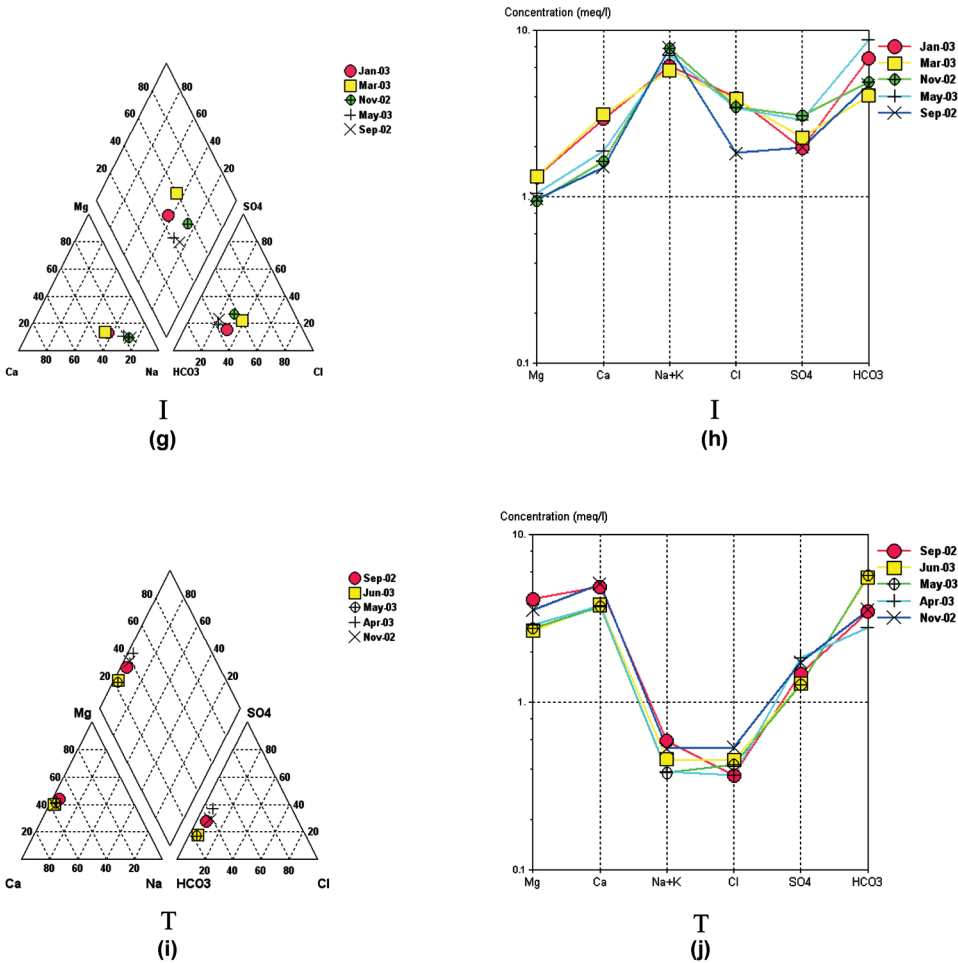 Concentration (meq/l)
80 80
60 60
40 40
20 20
Mg SO4
80 80
60 60
40 40
20 20
80 60 40 20 20 40 60 80
Ca Na HCO3 Cl
Jan-03
Mar-03
Nov-02
May-03
Sep-02
I
(g)
10.
1.
0.1
Mg Ca Na+K Cl SO4 HCO3
Jan-03
Mar-03
Nov-02
May-03
Sep-02
I
(h)
80 80
60 60
40 40
20 20
Mg SO4
80 80
60 60
40 40
20 20
80 60 40 20 20 40 60 80
Ca Na HCO3 Cl
Sep-02
Jun-03
May-03
Apr-03
Nov-02
T
(i)
Concentration (meq/l)
10.
1.
0.1
Mg Ca Na+K Cl SO4 HCO3
Sep-02
Jun-03
May-03
Apr-03
Nov-02
T
(j)